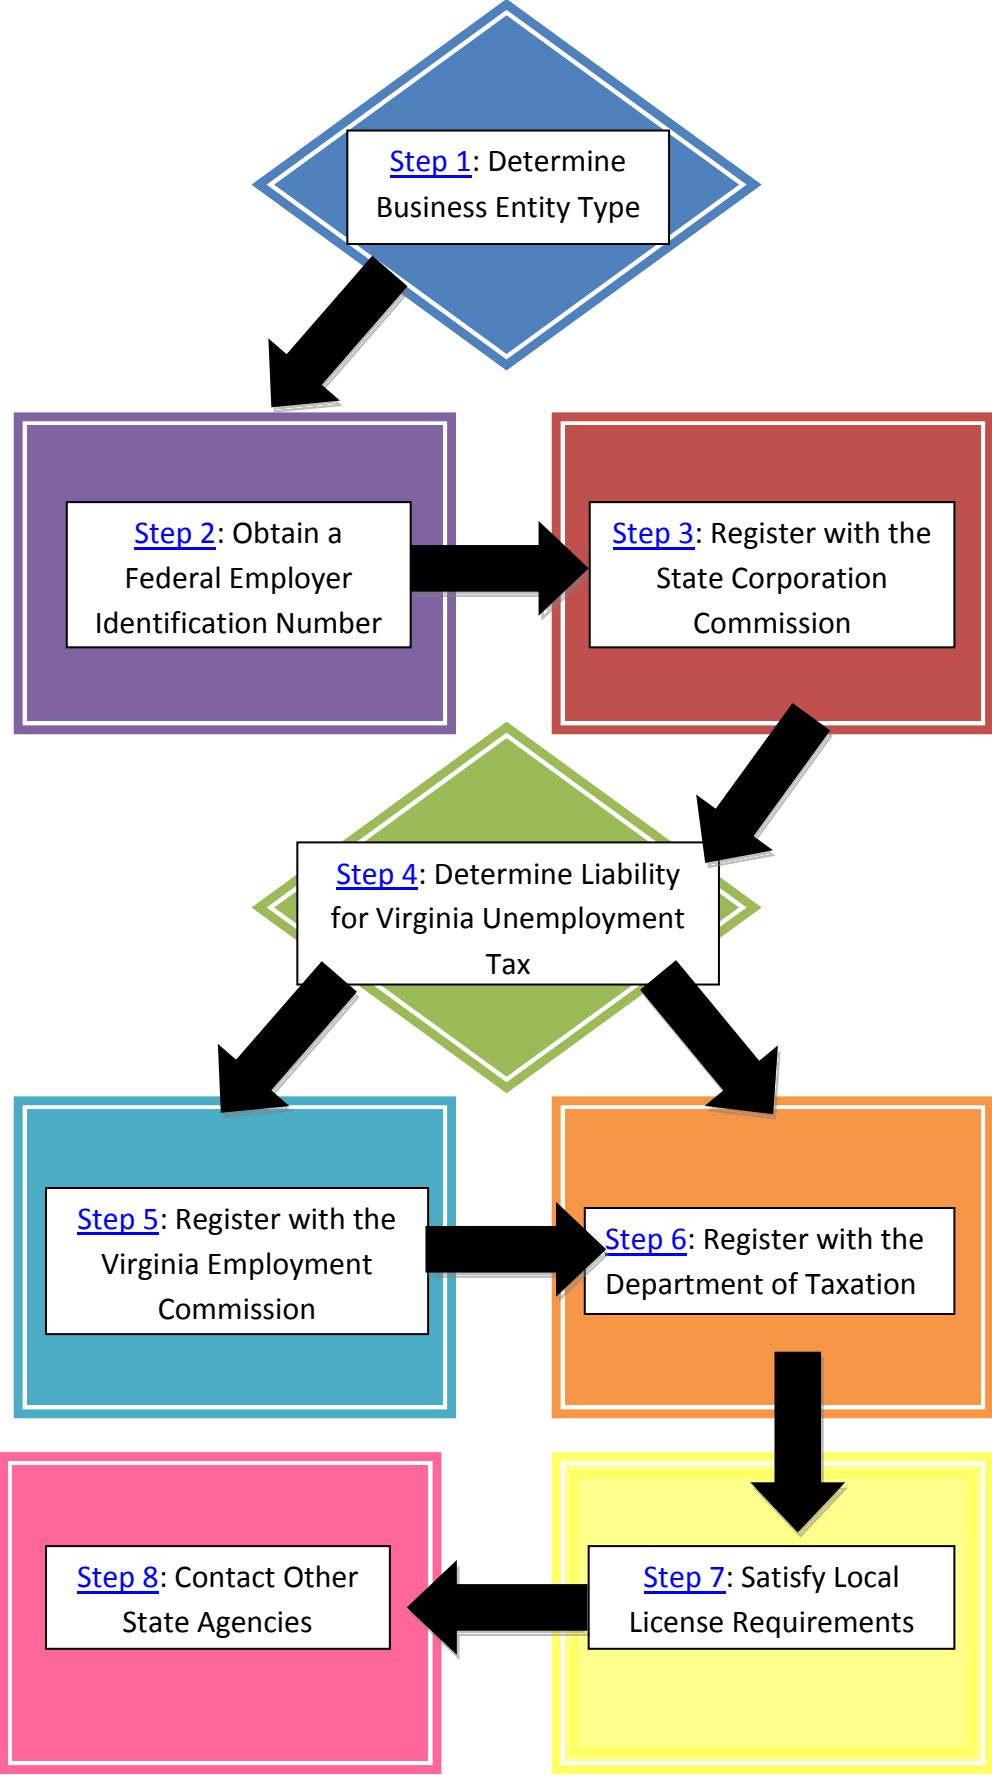 Step 1: Determine
Business Entity Type
Step 2: Obtain a
Federal Employer
Identification Number
Step 3: Register with the
State Corporation
Commission
Step 4: Determine Liability
for Virginia Unemployment
Tax
Step 5: Register with the
Virginia Employment
Commission
Step 6: Register with the
Department of Taxation
Step 7: Satisfy Local
License Requirements
Step 8: Contact Other
State Agencies